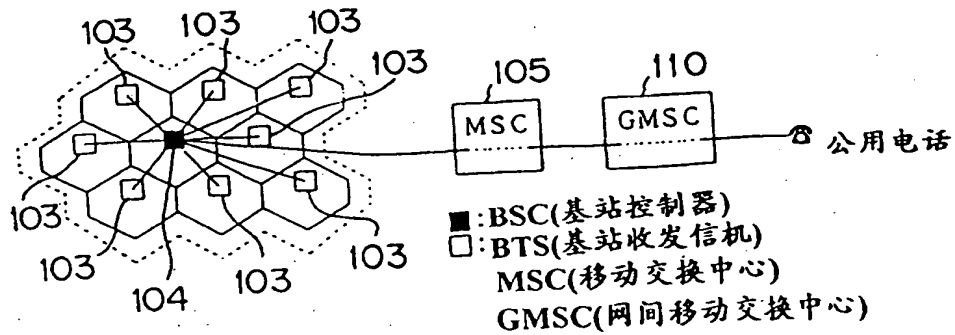 103
103
103
103
105
110
MSC
GMSC
公用电话
103
103
103
103
104
■:BSC(基站控制器)
□:BTS(基站收发信机)
MSC(移动交换中心)
GMSC(网间移动交换中心)